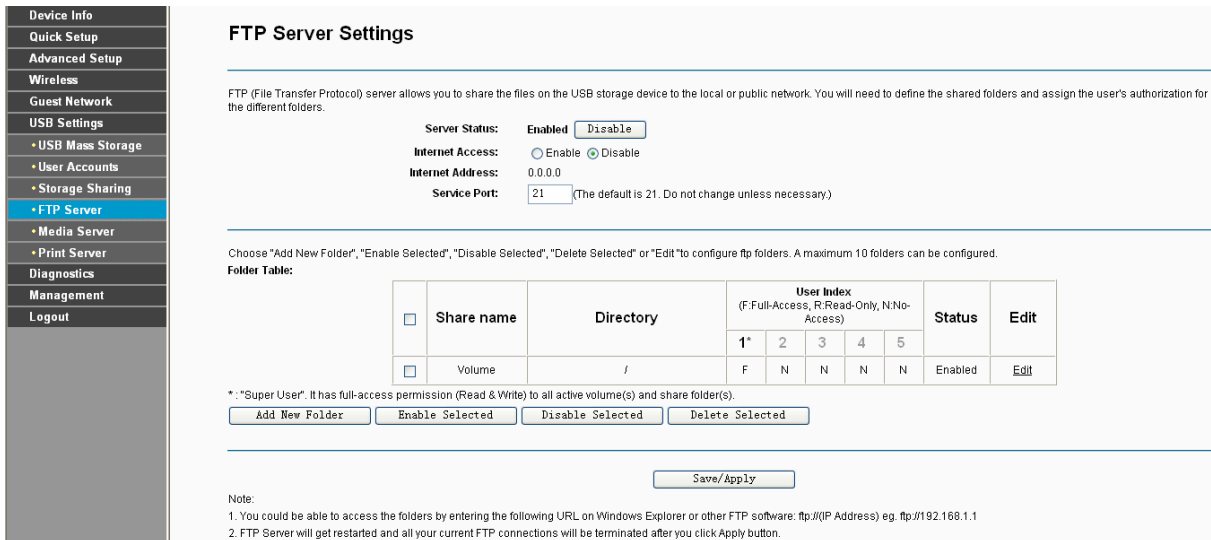 Device Info
Quick Setup
Advanced Setup
Wireless
Guest Network
USB Settings
•USB Mass Storage
•User Accounts
•Storage Sharing
•FTP Server
•Media Server
•Print Server
Diagnostics
Management
Logout
FTP Server Settings
FTP (File Transfer Protocol) server allows you to share the files on the USB storage device to the local or public network. You will need to define the shared folders and assign the user's authorization for
the different folders.
Server Status: Enabled Disable
Internet Access: Enable Disable
Internet Address: 0.0.0.0
Service Port: 21 (The default is 21. Do not change unless necessary.)
Choose "Add New Folder", "Enable Selected", "Disable Selected", "Delete Selected" or "Edit "to configure ftp folders. A maximum 10 folders can be configured.
Folder Table:
Share name Directory User Index (F:Full-Access, R:Read-Only, N:No-Access) Status Edit
1* 2 3 4 5
Volume / F N N N N Enabled Edit
* : "Super User". It has full-access permission (Read & Write) to all active volume(s) and share folder(s).
Add New Folder Enable Selected Disable Selected Delete Selected
Save/Apply
Note:
1. You could be able to access the folders by entering the following URL on Windows Explorer or other FTP software: ftp://(IP Address) eg. ftp://192.168.1.1
2. FTP Server will get restarted and all your current FTP connections will be terminated after you click Apply button.